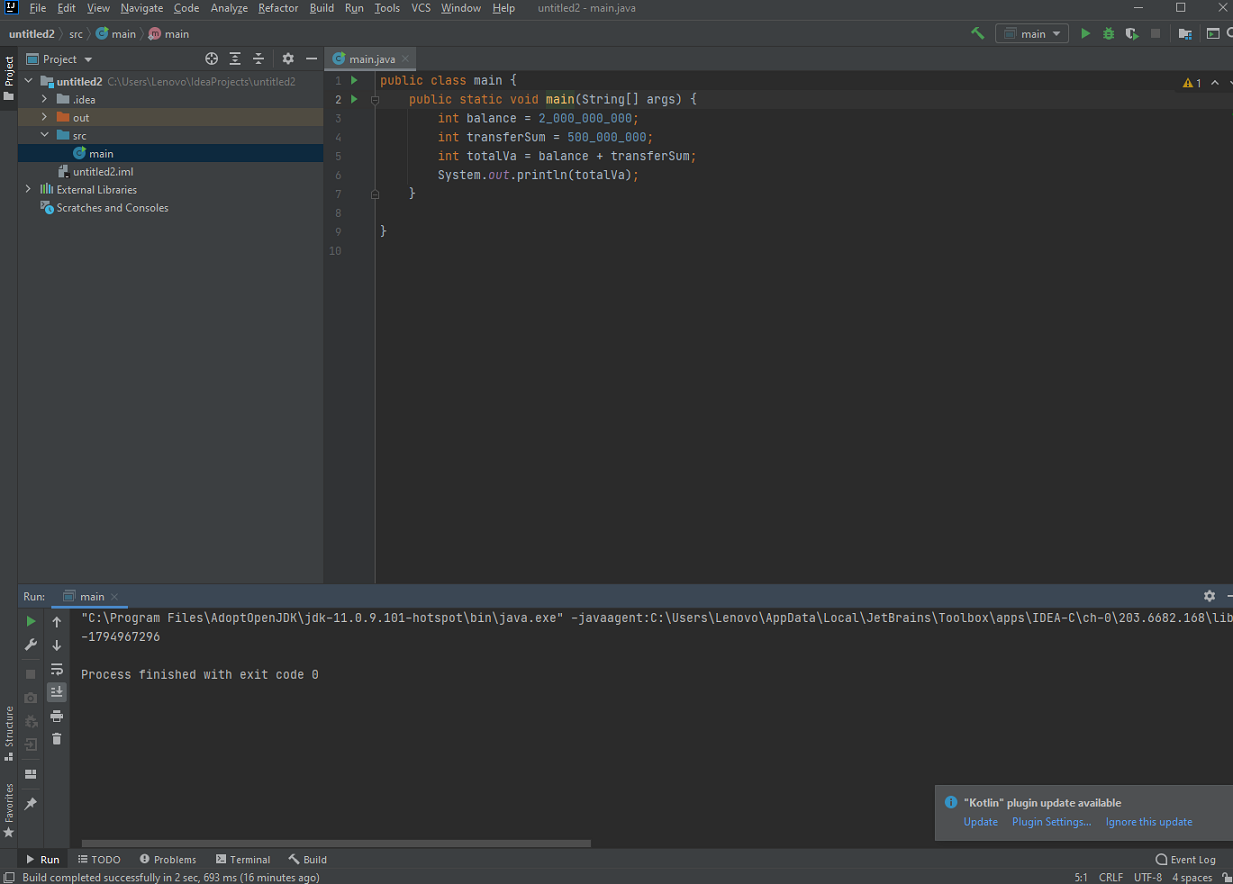 File Edit View Navigate Code Analyze Refactor Build Run Tools VCS Window Help untitled2 - main.java
untitled2 src main main
main
Project
Project
main.java
untitled2 C:\Users\Lenovo\IdeaProjects\untitled2
.idea
out
src
main
untitled2.iml
External Libraries
Scratches and Consoles
1 public class main {
2 public static void main(String[] args) {
3 int balance = 2_000_000_000;
4 int transferSum = 500_000_000;
5 int totalVa = balance + transferSum;
6 System.out.println(totalVa);
7 }
8
9 }
10
1
Run: main
"C:\Program Files\AdoptOpenJDK\jdk-11.0.9.101-hotspot\bin\java.exe" -javaagent:C:\Users\Lenovo\AppData\Local\JetBrains\Toolbox\apps\IDEA-C\ch-0\203.6682.168\lib
-1794967296
Process finished with exit code 0
Structure
Favorites
"Kotlin" plugin update available
Update Plugin Settings... Ignore this update
Run TODO Problems Terminal Build Event Log
Build completed successfully in 2 sec, 693 ms (16 minutes ago) 5:1 CRLF UTF-8 4 spaces